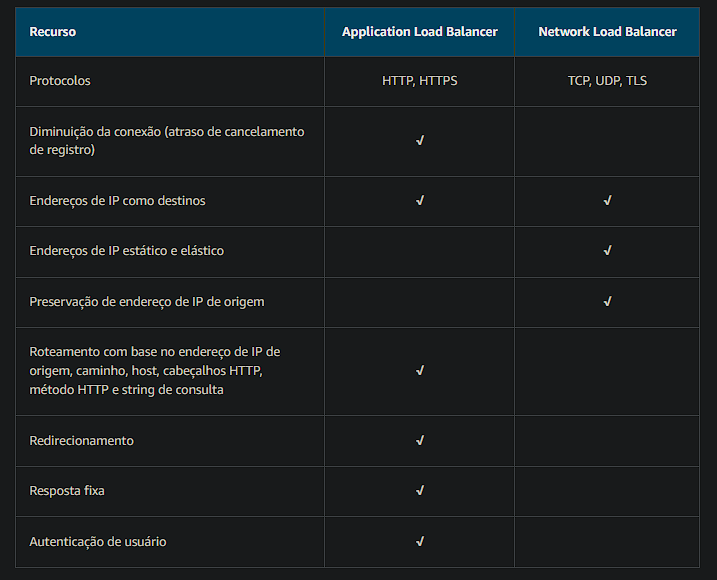 Recurso Application Load Balancer Network Load Balancer
Protocolos HTTP, HTTPS TCP, UDP, TLS
Diminuição da conexão (atraso de cancelamento
de registro) √
Endereços de IP como destinos √ √
Endereços de IP estático e elástico √
Preservação de endereço de IP de origem √
Roteamento com base no endereço de IP de
origem, caminho, host, cabeçalhos HTTP, √
método HTTP e string de consulta
Redirecionamento √
Resposta fixa √
Autenticação de usuário √